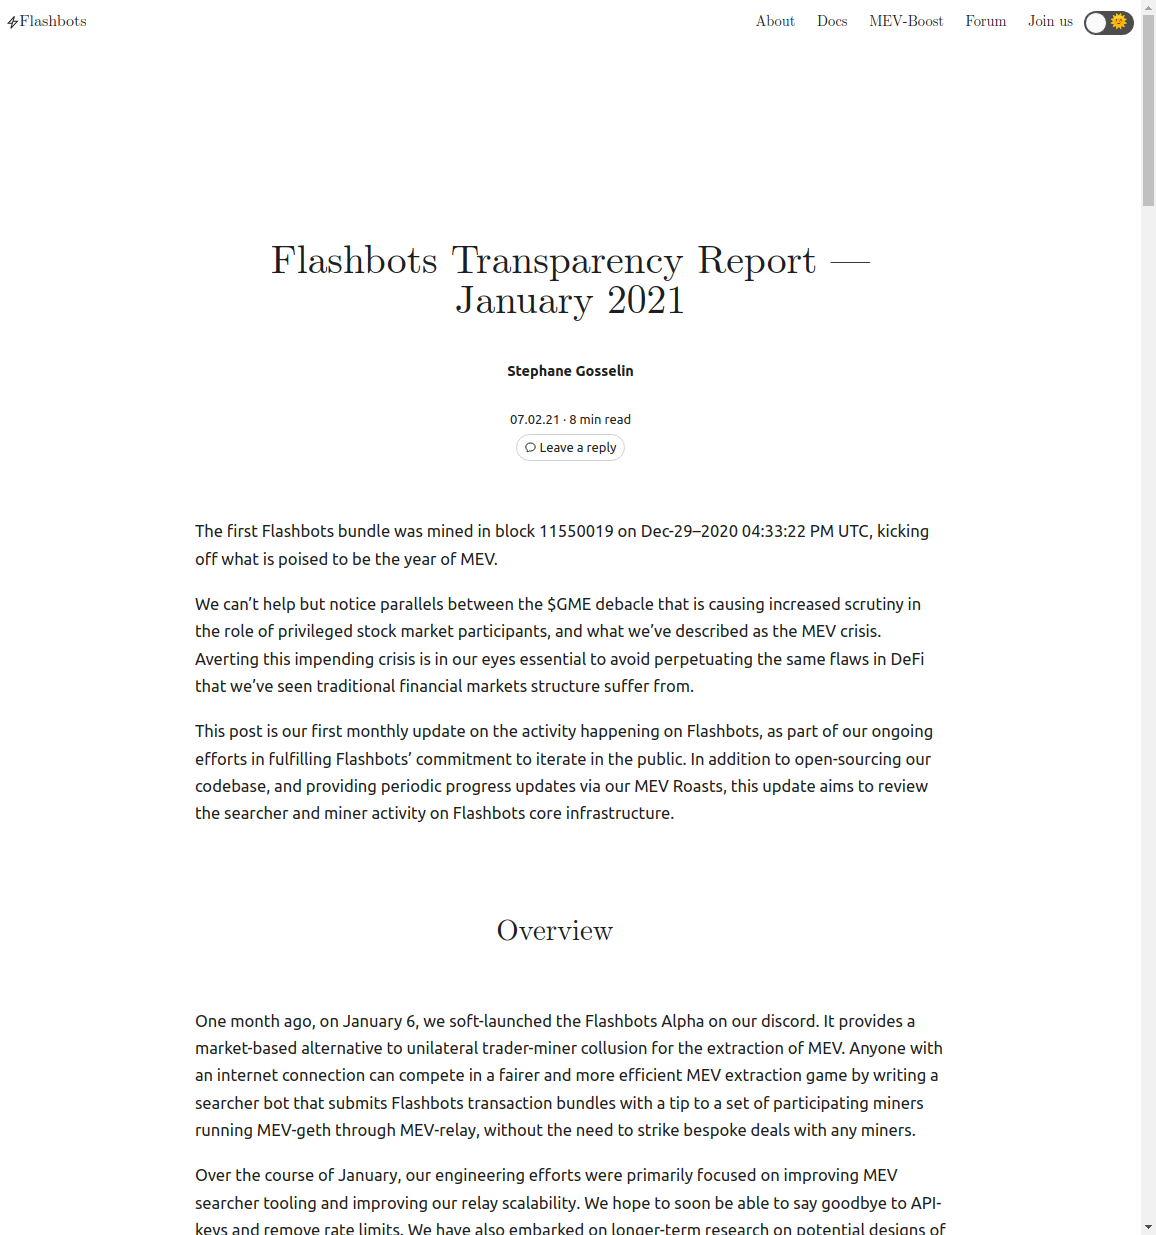 Flashbots
About Docs MEV-Boost Forum Join us
Flashbots Transparency Report —
January 2021
Stephane Gosselin
07.02.21 · 8 min read
Leave a reply
The first Flashbots bundle was mined in block 11550019 on Dec-29–2020 04:33:22 PM UTC, kicking
off what is poised to be the year of MEV.
We can’t help but notice parallels between the $GME debacle that is causing increased scrutiny in
the role of privileged stock market participants, and what we’ve described as the MEV crisis.
Averting this impending crisis is in our eyes essential to avoid perpetuating the same flaws in DeFi
that we’ve seen traditional financial markets structure suffer from.
This post is our first monthly update on the activity happening on Flashbots, as part of our ongoing
efforts in fulfilling Flashbots’ commitment to iterate in the public. In addition to open-sourcing our
codebase, and providing periodic progress updates via our MEV Roasts, this update aims to review
the searcher and miner activity on Flashbots core infrastructure.
Overview
One month ago, on January 6, we soft-launched the Flashbots Alpha on our discord. It provides a
market-based alternative to unilateral trader-miner collusion for the extraction of MEV. Anyone with
an internet connection can compete in a fairer and more efficient MEV extraction game by writing a
searcher bot that submits Flashbots transaction bundles with a tip to a set of participating miners
running MEV-geth through MEV-relay, without the need to strike bespoke deals with any miners.
Over the course of January, our engineering efforts were primarily focused on improving MEV
searcher tooling and improving our relay scalability. We hope to soon be able to say goodbye to API-
keys and remove rate limits. We have also embarked on longer-term research on potential designs of